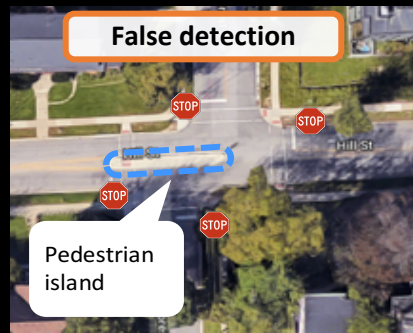 False detection
STOP
STOP
Hill St
STOP
STOP
Pedestrian
island